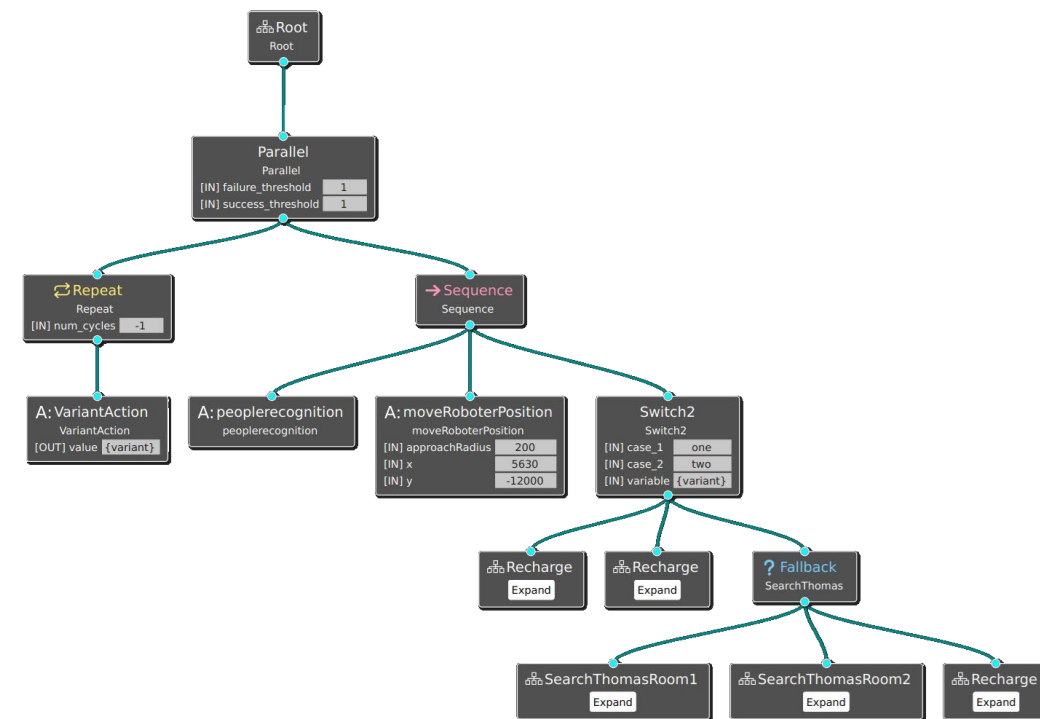 Root
Root
Parallel
Parallel
[IN] failure_threshold 1
[IN] success_threshold 1
Repeat
Repeat
[IN] num_cycles -1
Sequence
Sequence
A: VariantAction
VariantAction
[OUT] value {variant}
A: peoplerecognition
peoplerecognition
A: moveRoboterPosition
moveRoboterPosition
[IN] approachRadius 200
[IN] x 5630
[IN] y -12000
Switch2
Switch2
[IN] case_1 one
[IN] case_2 two
[IN] variable {variant}
Recharge
Expand
Recharge
Expand
? Fallback
SearchThomas
SearchThomasRoom1
Expand
SearchThomasRoom2
Expand
Recharge
Expand